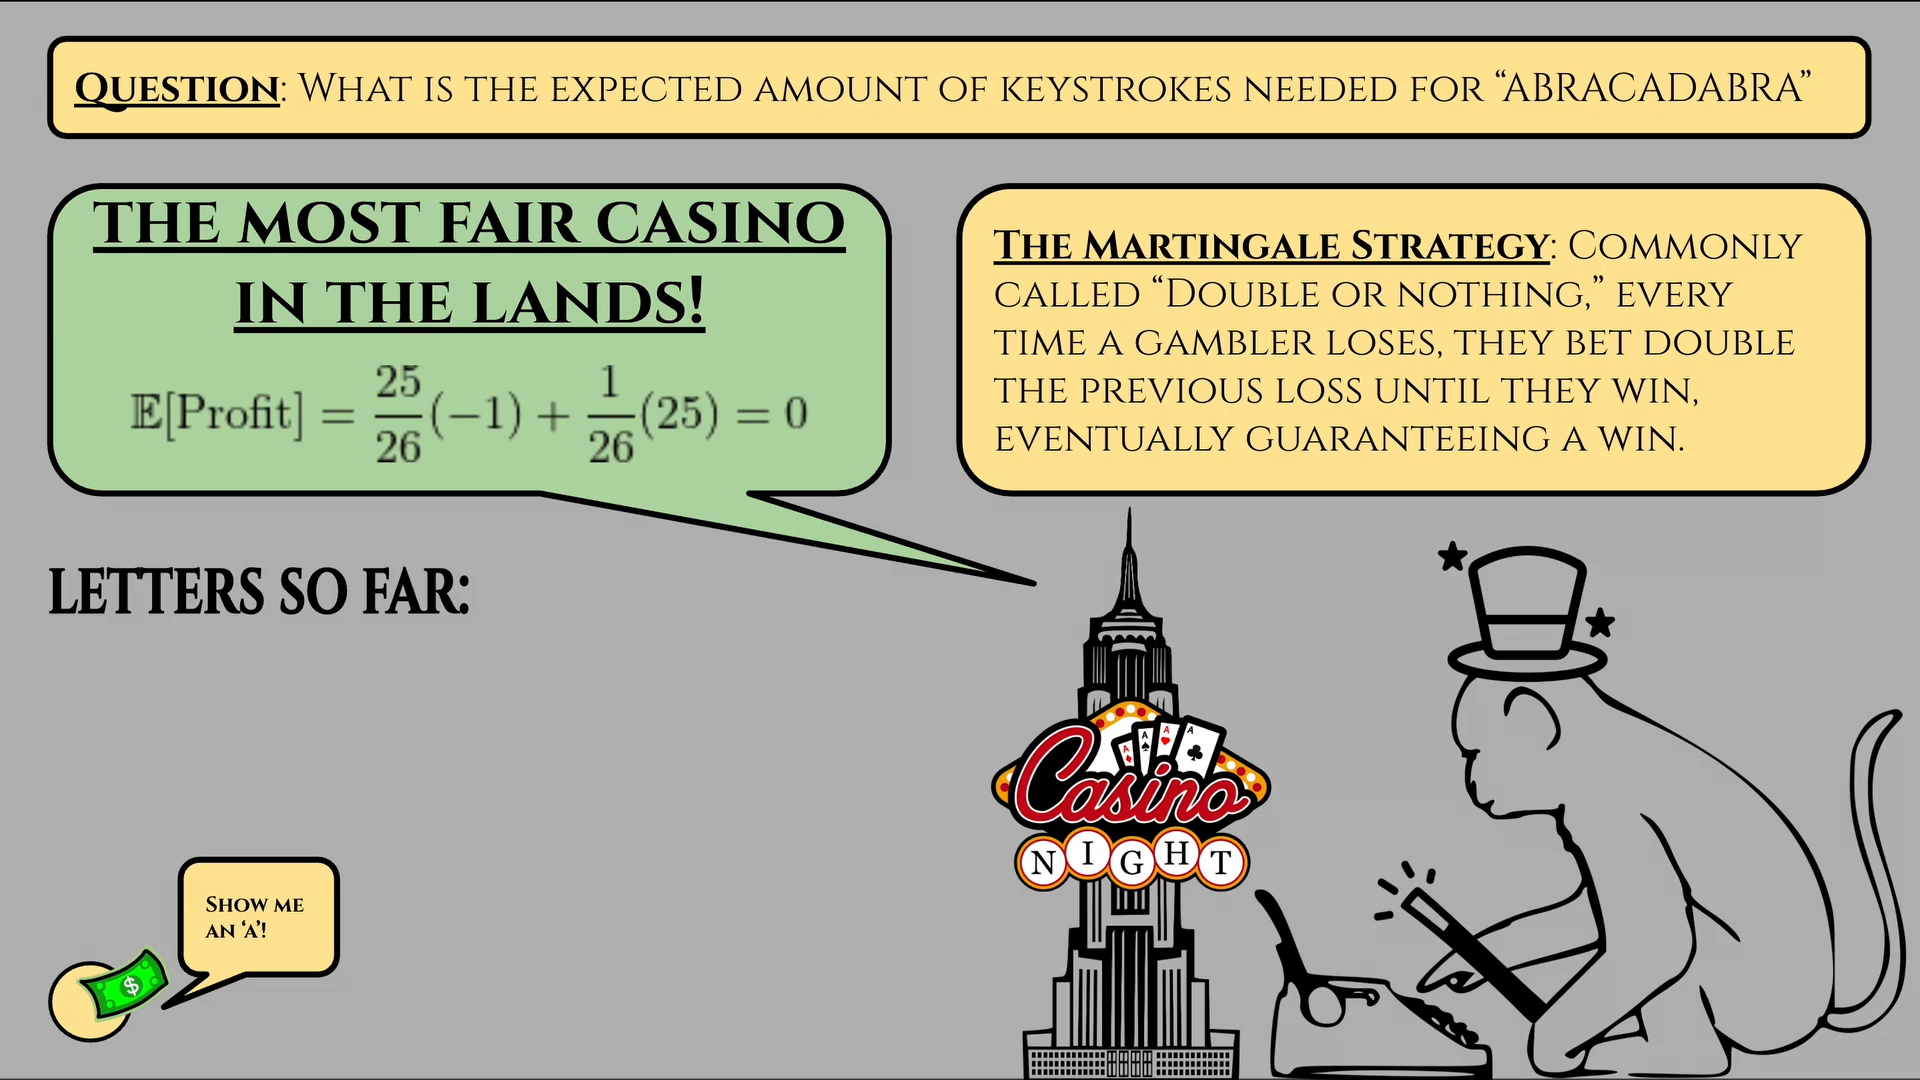 Question: What is the expected amount of keystrokes needed for “ABRACADABRA”
THE MOST FAIR CASINO
IN THE LANDS!
𝔼[Profit] = 25/26 (−1) + 1/26 (25) = 0
The Martingale Strategy: Commonly
called “Double or nothing,” every
time a gambler loses, they bet double
the previous loss until they win,
eventually guaranteeing a win.
LETTERS SO FAR:
A A A A
Casino
NIGHT
Show me
an ‘a’!
$